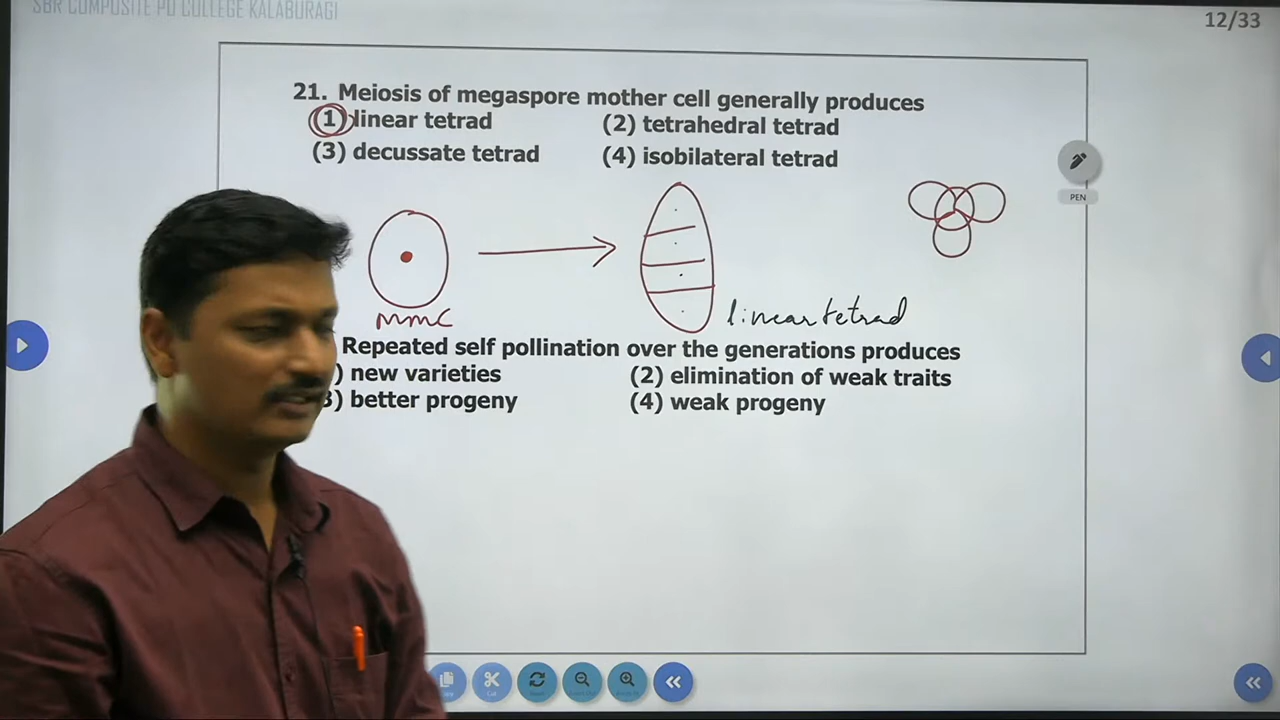 SBR COMPOSITE PU COLLEGE KALABURAGI
12/33
21. Meiosis of megaspore mother cell generally produces
(1) linear tetrad (2) tetrahedral tetrad
(3) decussate tetrad (4) isobilateral tetrad
PEN
MMC
linear tetrad
Repeated self pollination over the generations produces
) new varieties (2) elimination of weak traits
3) better progeny (4) weak progeny
Cut